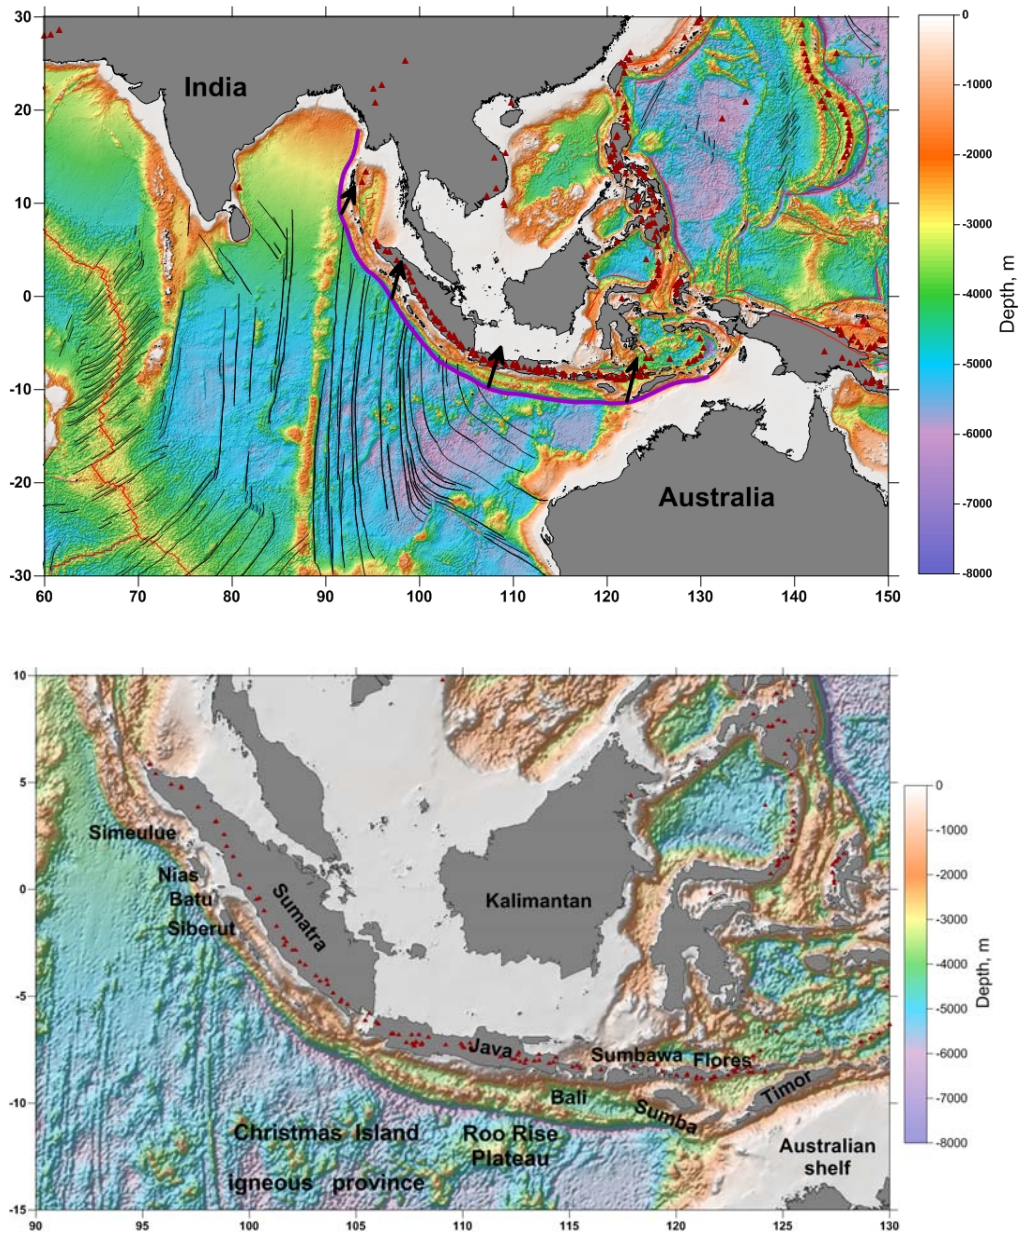 30
20
10
0
-10
-20
-30
60 70 80 90 100 110 120 130 140 150
India
Australia
0
-1000
-2000
-3000
-4000
-5000
-6000
-7000
-8000
Depth, m
10
5
0
-5
-10
-15
90 95 100 105 110 115 120 125 130
Simeulue
Nias
Batu
Siberut
Sumatra
Kalimantan
Java
Sumbawa Flores
Bali
Sumba
Timor
Christmas Island
igneous province
Roo Rise
Plateau
Australian
shelf
0
-1000
-2000
-3000
-4000
-5000
-6000
-7000
-8000
Depth, m